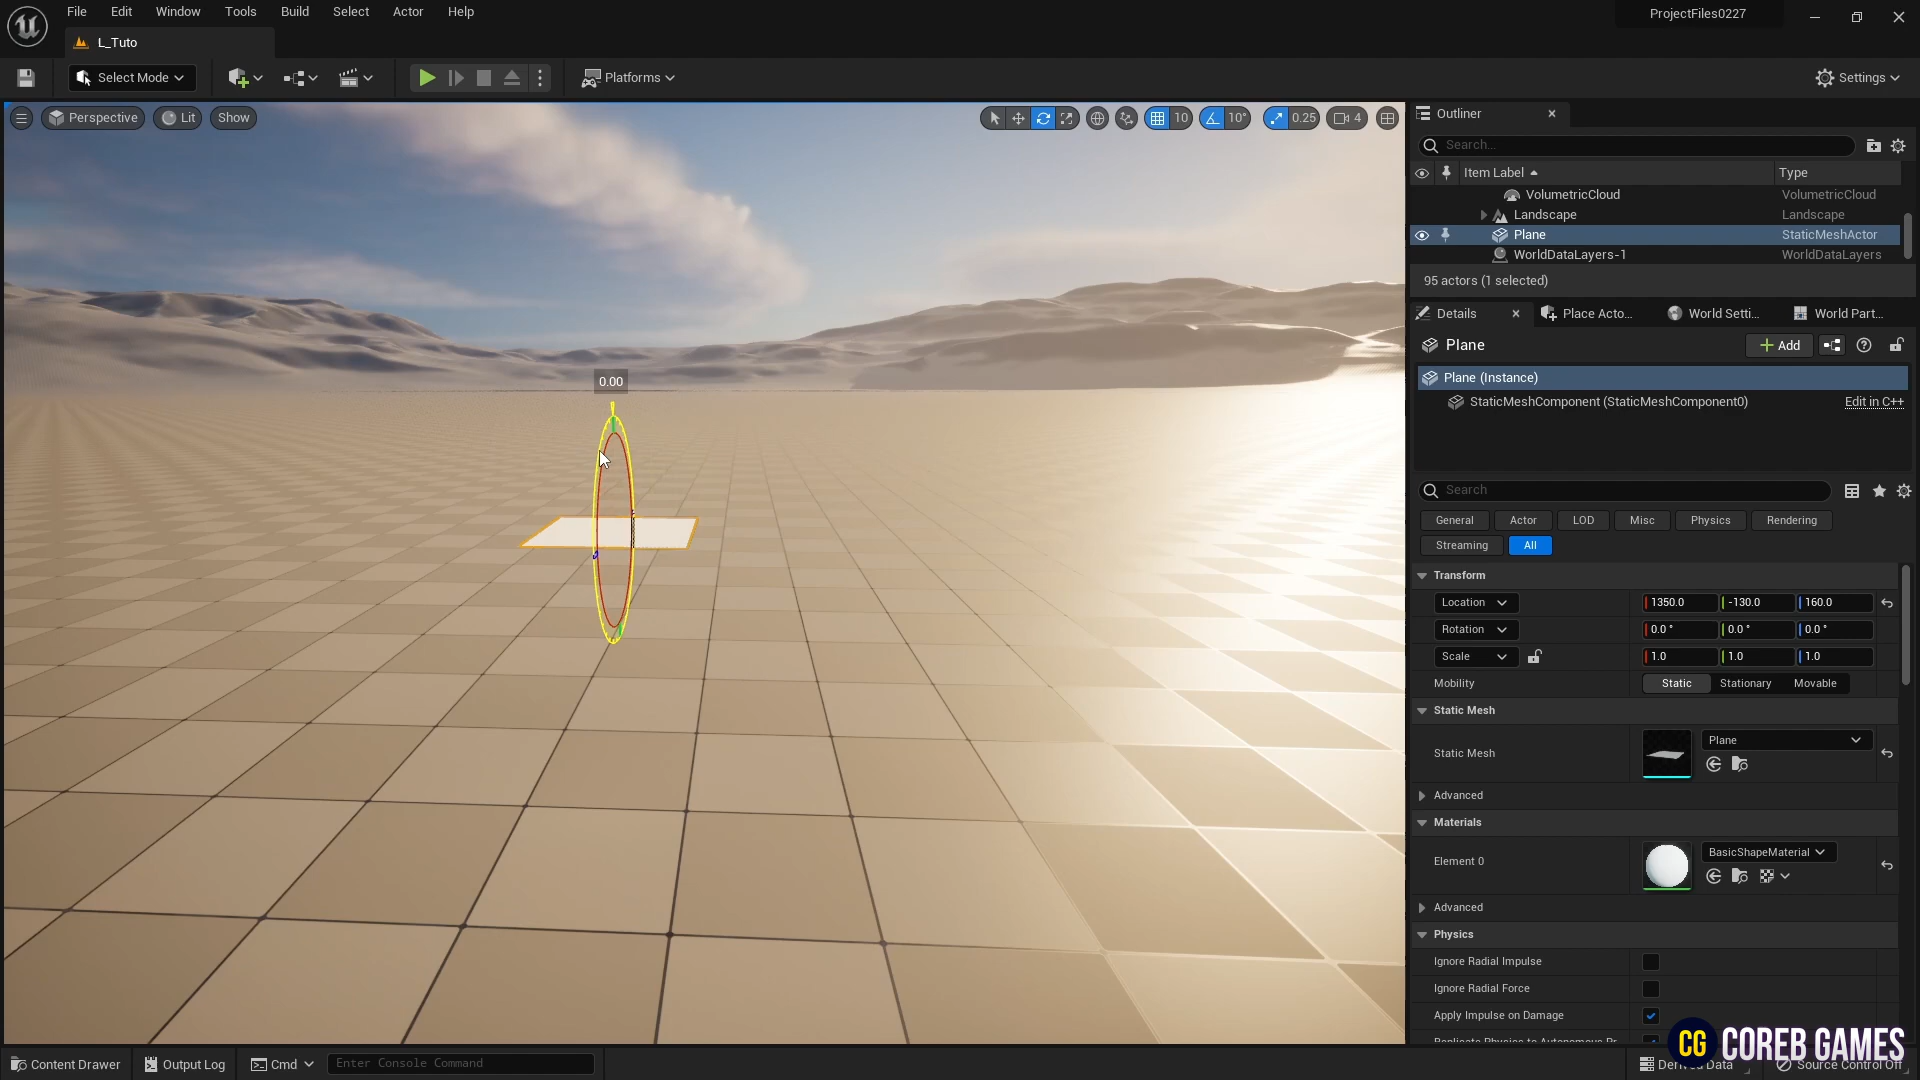 File Edit Window Tools Build Select Actor Help
ProjectFiles0227
L_Tuto
Select Mode
Platforms
Settings
Perspective Lit Show
10 10° 0.25 4
Outliner
Search...
Item Label Type
VolumetricCloud VolumetricCloud
Landscape Landscape
Plane StaticMeshActor
WorldDataLayers-1 WorldDataLayers
95 actors (1 selected)
Details Place Acto... World Setti... World Part...
Plane
Add
Plane (Instance)
StaticMeshComponent (StaticMeshComponent0) Edit in C++
0.00
Search
General Actor LOD Misc Physics Rendering
Streaming All
Transform
Location 1350.0 -130.0 160.0
Rotation 0.0 ° 0.0 ° 0.0 °
Scale 1.0 1.0 1.0
Mobility Static Stationary Movable
Static Mesh
Static Mesh Plane
Advanced
Materials
Element 0 BasicShapeMaterial
Advanced
Physics
Ignore Radial Impulse
Ignore Radial Force
Apply Impulse on Damage
CG COREB GAMES
Content Drawer Output Log Cmd Enter Console Command
Derived Data Source Control Off